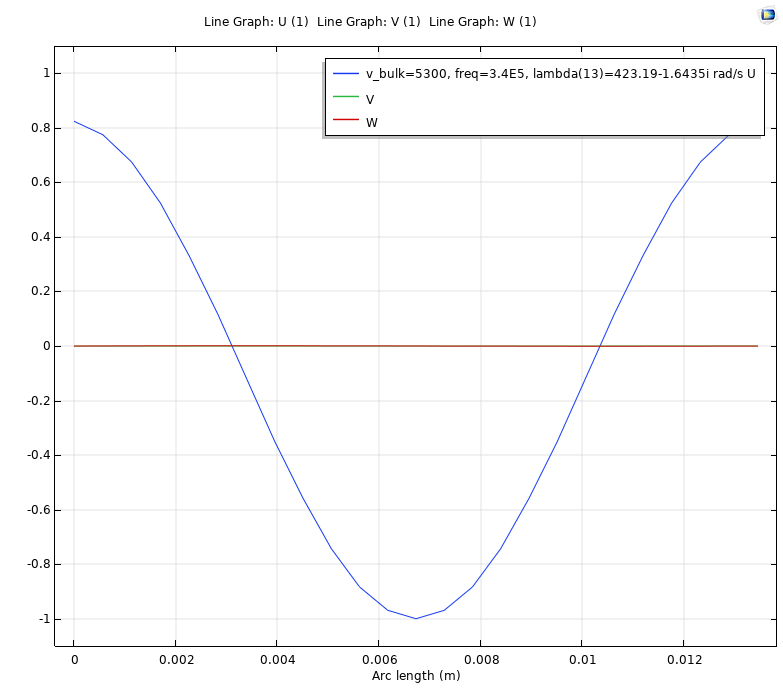 Line Graph: U (1)  Line Graph: V (1)  Line Graph: W (1)
v_bulk=5300, freq=3.4E5, lambda(13)=423.19-1.6435i rad/s U
V
W
1
0.8
0.6
0.4
0.2
0
-0.2
-0.4
-0.6
-0.8
-1
0 0.002 0.004 0.006 0.008 0.01 0.012
Arc length (m)